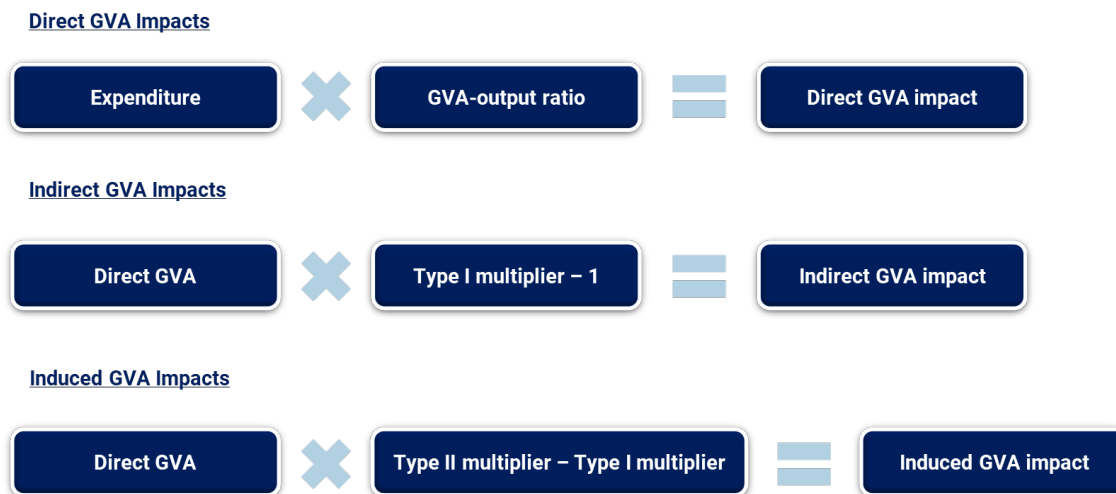 Direct GVA Impacts
Expenditure GVA-output ratio Direct GVA impact
Indirect GVA Impacts
Direct GVA Type I multiplier – 1 Indirect GVA impact
Induced GVA Impacts
Direct GVA Type II multiplier – Type I multiplier Induced GVA impact